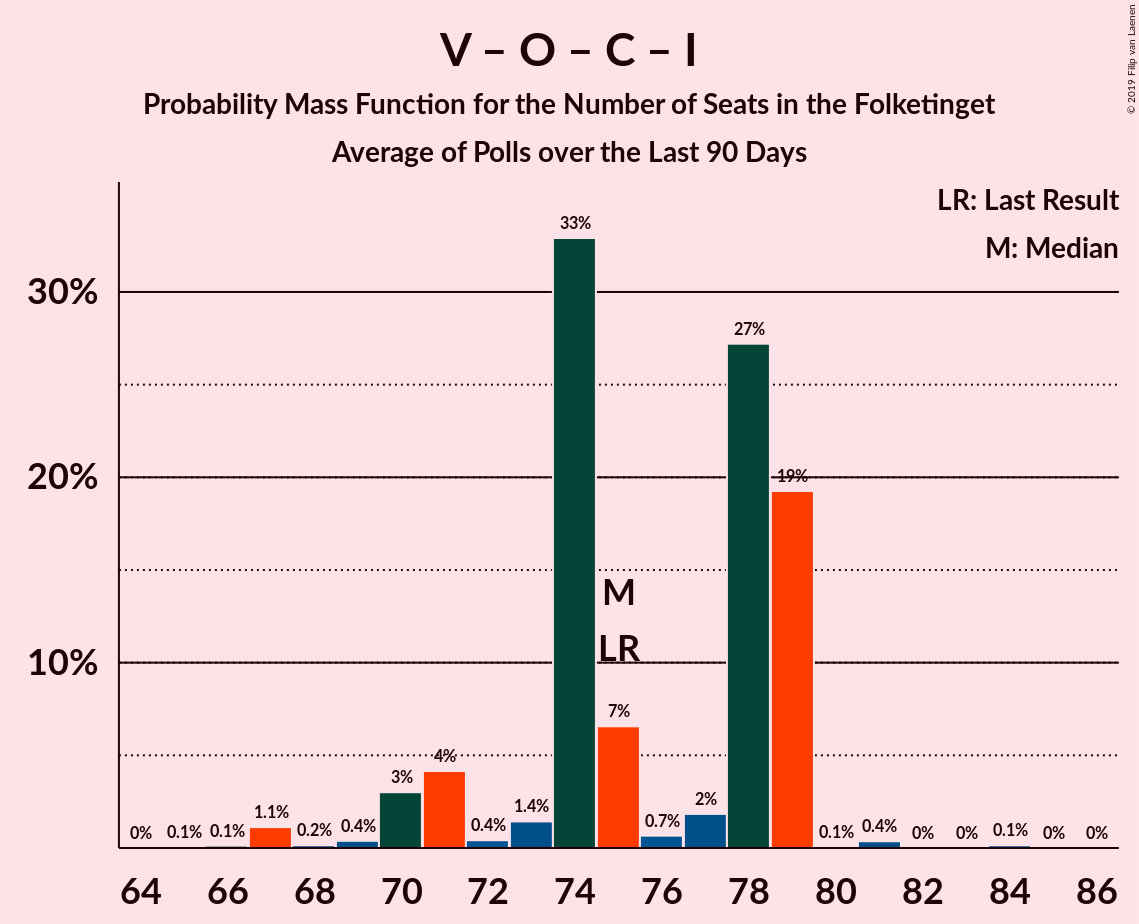 V – O – C – I
Probability Mass Function for the Number of Seats in the Folketinget
Average of Polls over the Last 90 Days
© 2019 Filip van Laenen
LR: Last Result
M: Median
30%
20%
10%
0%
0.1%
0.1%
1.1%
0.2%
0.4%
3%
4%
0.4%
1.4%
33%
7%
0.7%
2%
27%
19%
0.1%
0.4%
0%
0%
0.1%
0%
0%
M
LR
64 66 68 70 72 74 76 78 80 82 84 86